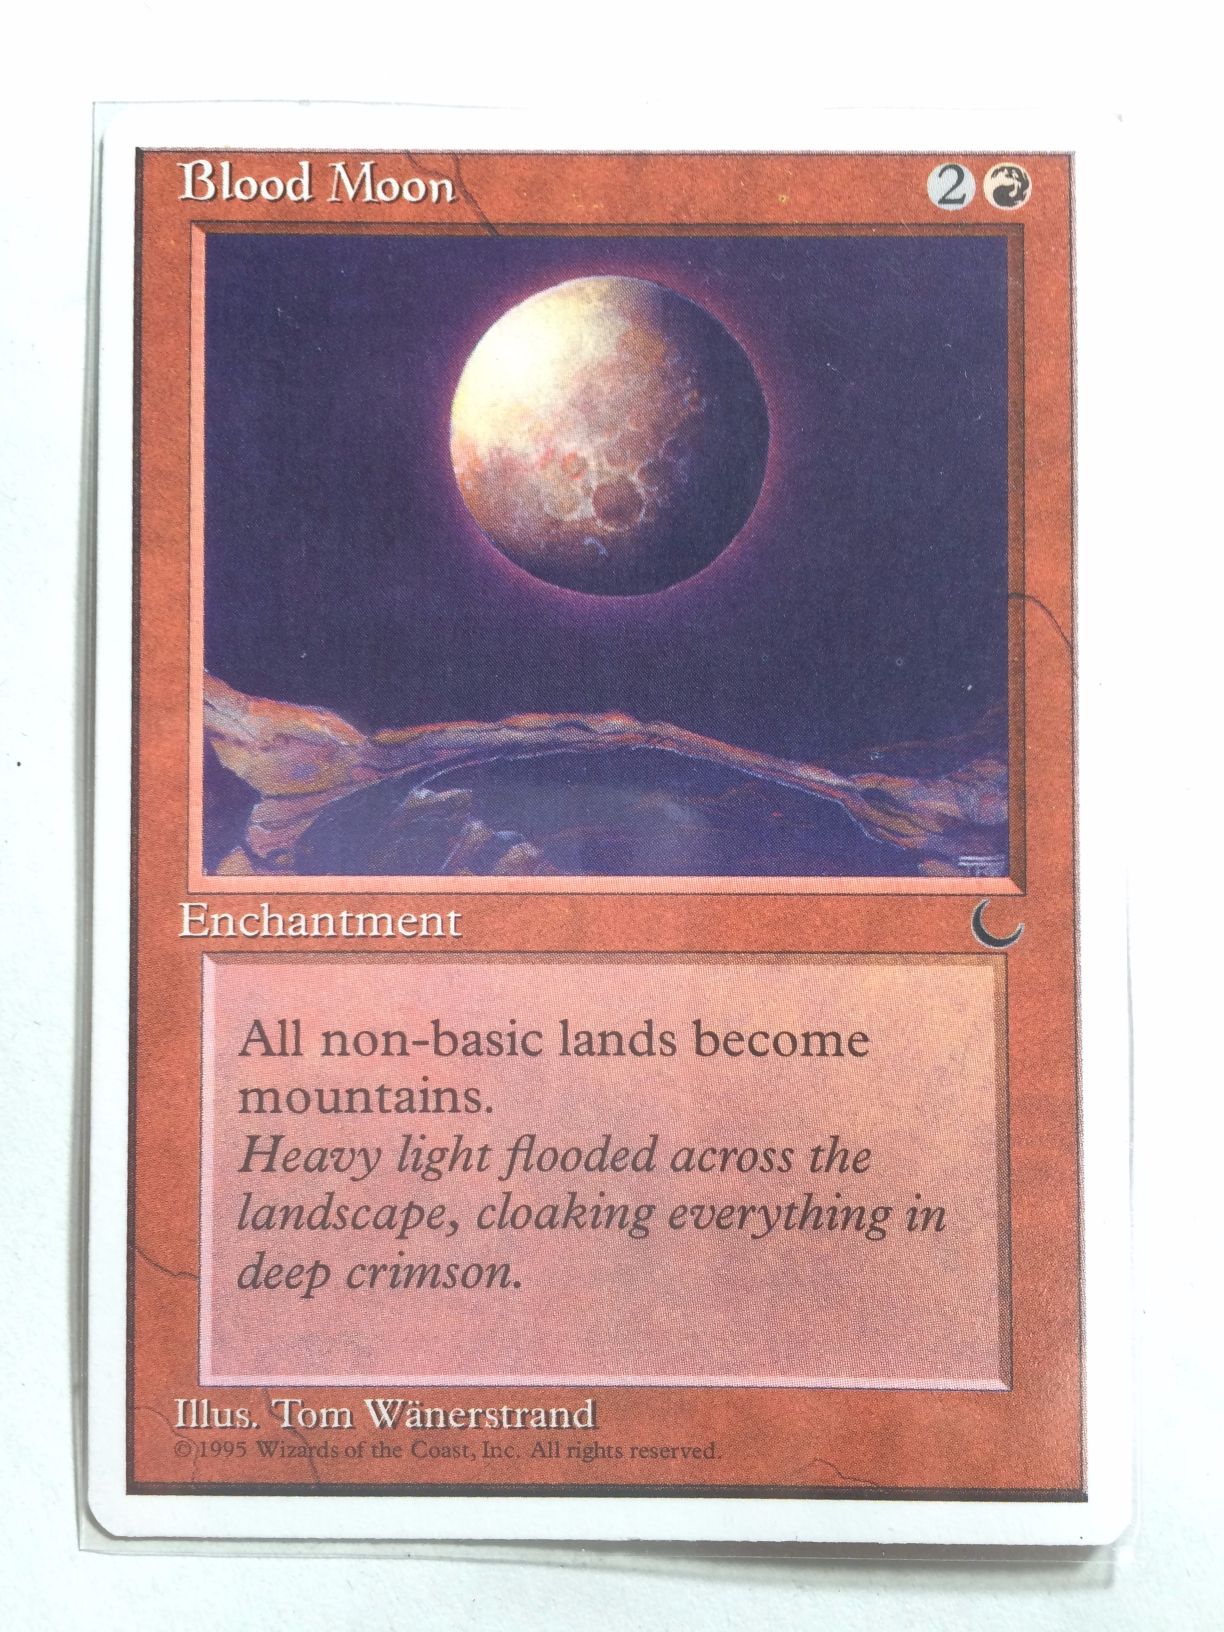 Blood Moon
2
Enchantment
All non-basic lands become
mountains.
Heavy light flooded across the
landscape, cloaking everything in
deep crimson.
Illus. Tom Wänerstrand
© 1995 Wizards of the Coast, Inc. All rights reserved.